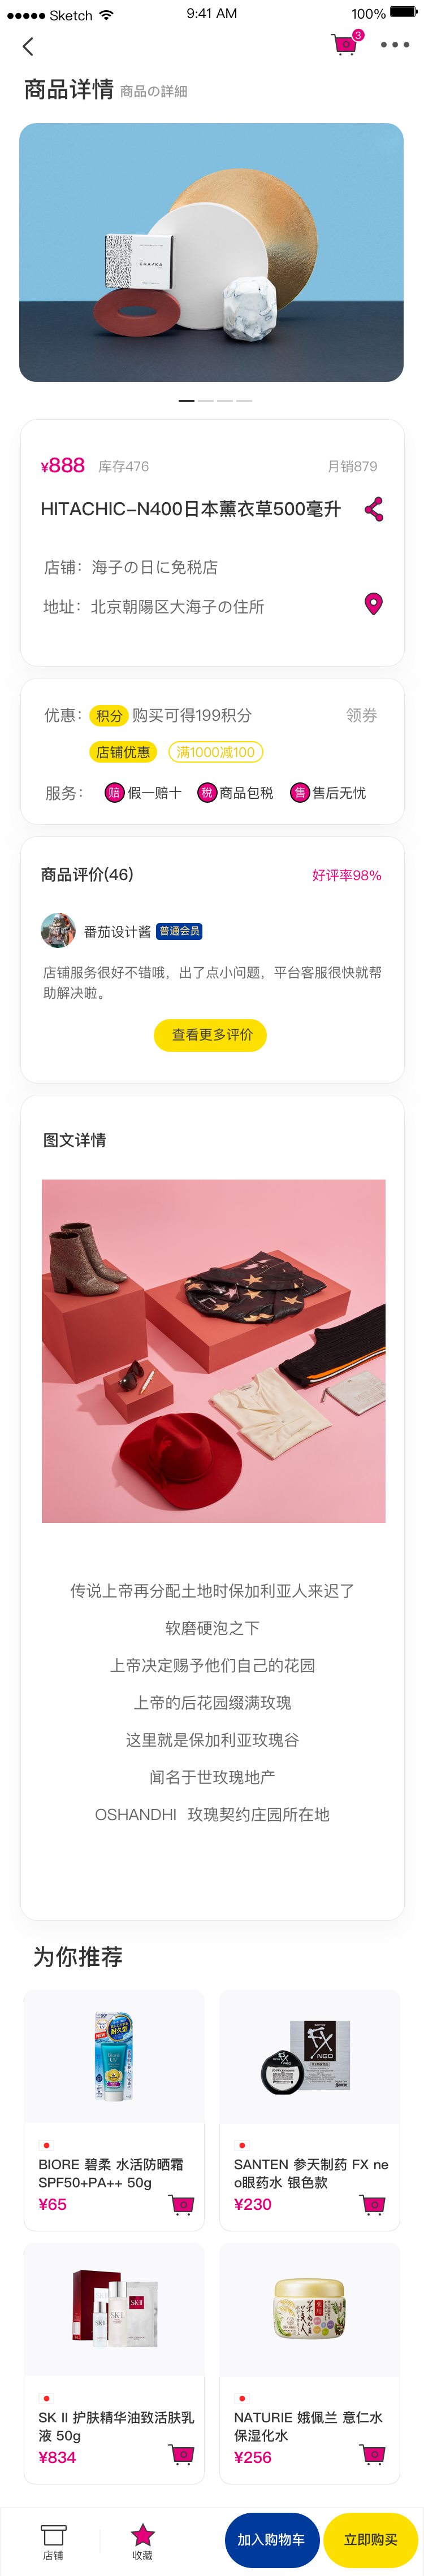 Sketch
9:41 AM
100%
3
商品详情 商品の詳細
CHAVRA
¥888 库存476 月销879
HITACHIC-N400日本薰衣草500毫升
店铺：海子の日に免税店
地址：北京朝陽区大海子の住所
优惠： 积分 购买可得199积分 领券
店铺优惠 满1000减100
服务： 赔 假一赔十 税 商品包税 售 售后无忧
商品评价(46) 好评率98%
番茄设计酱 普通会员
店铺服务很好不错哦，出了点小问题，平台客服很快就帮
助解决啦。
查看更多评价
图文详情
传说上帝再分配土地时保加利亚人来迟了
软磨硬泡之下
上帝决定赐予他们自己的花园
上帝的后花园缀满玫瑰
这里就是保加利亚玫瑰谷
闻名于世玫瑰地产
OSHANDHI 玫瑰契约庄园所在地
为你推荐
UV
FX
NEO
BIORE 碧柔 水活防晒霜
SPF50+PA++ 50g
¥65
SANTEN 参天制药 FX ne
o眼药水 银色款
¥230
SK-II
SK II 护肤精华油致活肤乳
液 50g
¥834
NATURIE 娥佩兰 薏仁水
保湿化水
¥256
店铺 收藏 加入购物车 立即购买